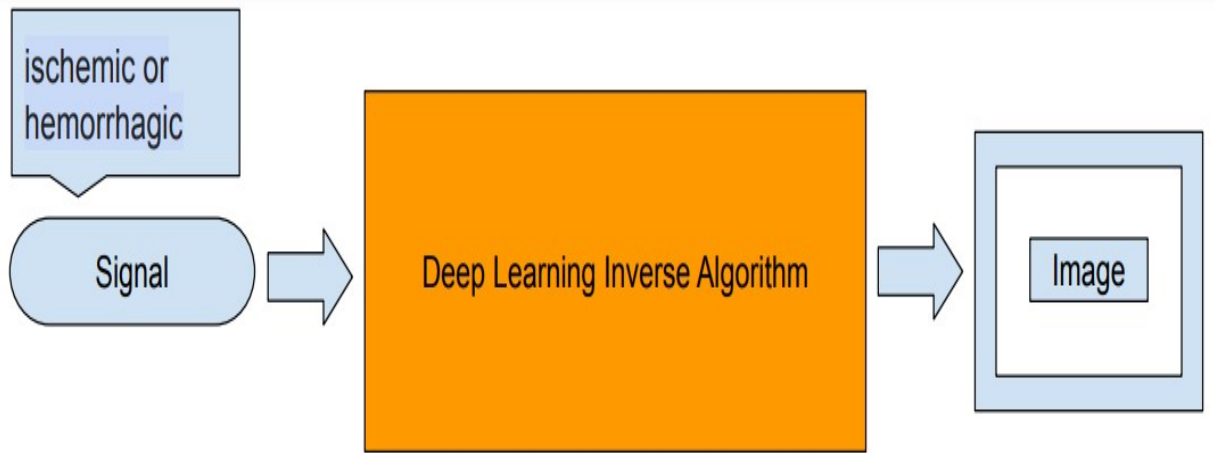 ischemic or
hemorrhagic
Signal
Deep Learning Inverse Algorithm
Image